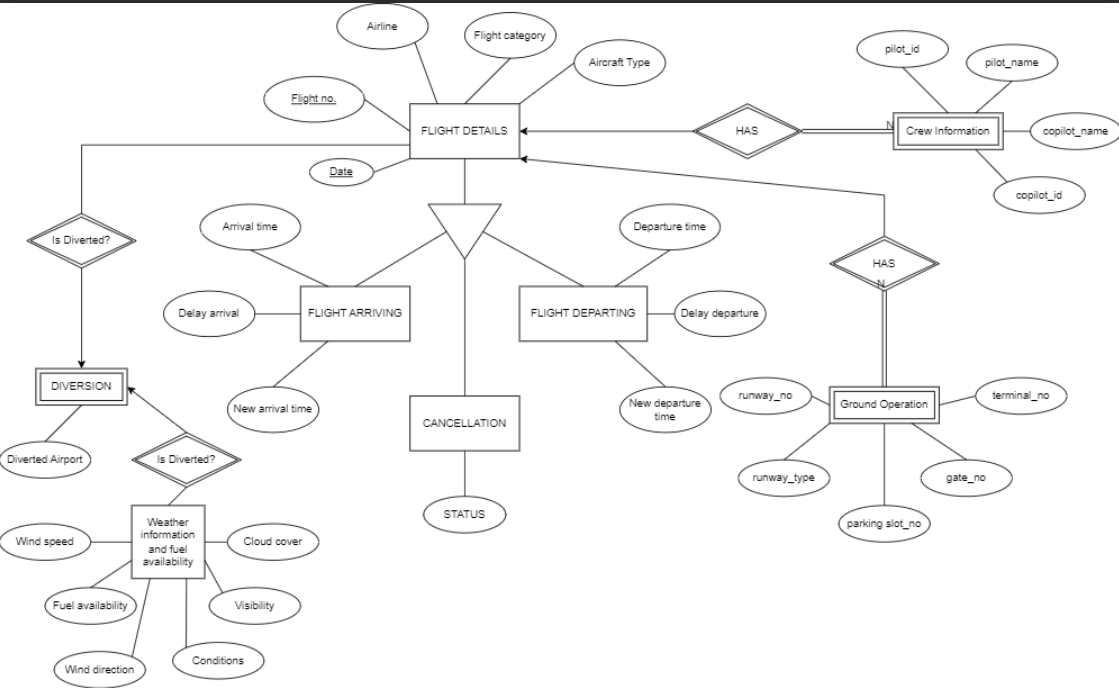 Airline
Flight category
Aircraft Type
Flight no.
FLIGHT DETAILS
Date
HAS
N
Crew Information
pilot_id
pilot_name
copilot_name
copilot_id
Is Diverted?
Arrival time
Departure time
HAS
N
Delay arrival
FLIGHT ARRIVING
FLIGHT DEPARTING
Delay departure
DIVERSION
New arrival time
CANCELLATION
New departure
time
runway_no
Ground Operation
terminal_no
Diverted Airport
Is Diverted?
runway_type
gate_no
STATUS
parking slot_no
Weather
information
and fuel
availability
Wind speed
Cloud cover
Fuel availability
Visibility
Wind direction
Conditions